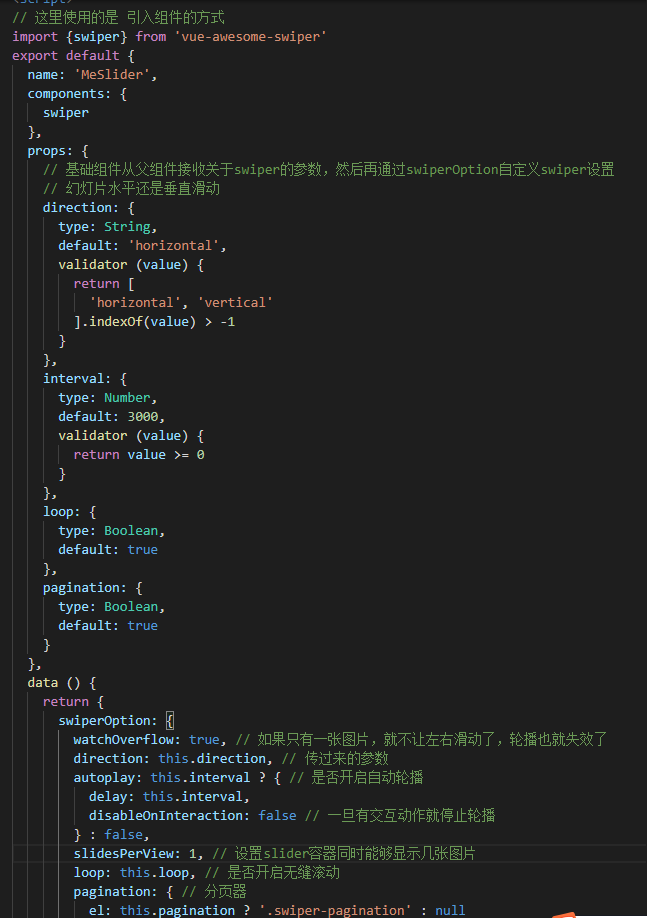 <script>
// 这里使用的是 引入组件的方式
import {swiper} from 'vue-awesome-swiper'
export default {
  name: 'MeSlider',
  components: {
    swiper
  },
  props: {
    // 基础组件从父组件接收关于swiper的参数，然后再通过swiperOption自定义swiper设置
    // 幻灯片水平还是垂直滑动
    direction: {
      type: String,
      default: 'horizontal',
      validator (value) {
        return [
          'horizontal', 'vertical'
        ].indexOf(value) > -1
      }
    },
    interval: {
      type: Number,
      default: 3000,
      validator (value) {
        return value >= 0
      }
    },
    loop: {
      type: Boolean,
      default: true
    },
    pagination: {
      type: Boolean,
      default: true
    }
  },
  data () {
    return {
      swiperOption: {
        watchOverflow: true, // 如果只有一张图片，就不让左右滑动了，轮播也就失效了
        direction: this.direction, // 传过来的参数
        autoplay: this.interval ? { // 是否开启自动轮播
          delay: this.interval,
          disableOnInteraction: false // 一旦有交互动作就停止轮播
        } : false,
        slidesPerView: 1, // 设置slider容器同时能够显示几张图片
        loop: this.loop, // 是否开启无缝滚动
        pagination: { // 分页器
          el: this.pagination ? '.swiper-pagination' : null